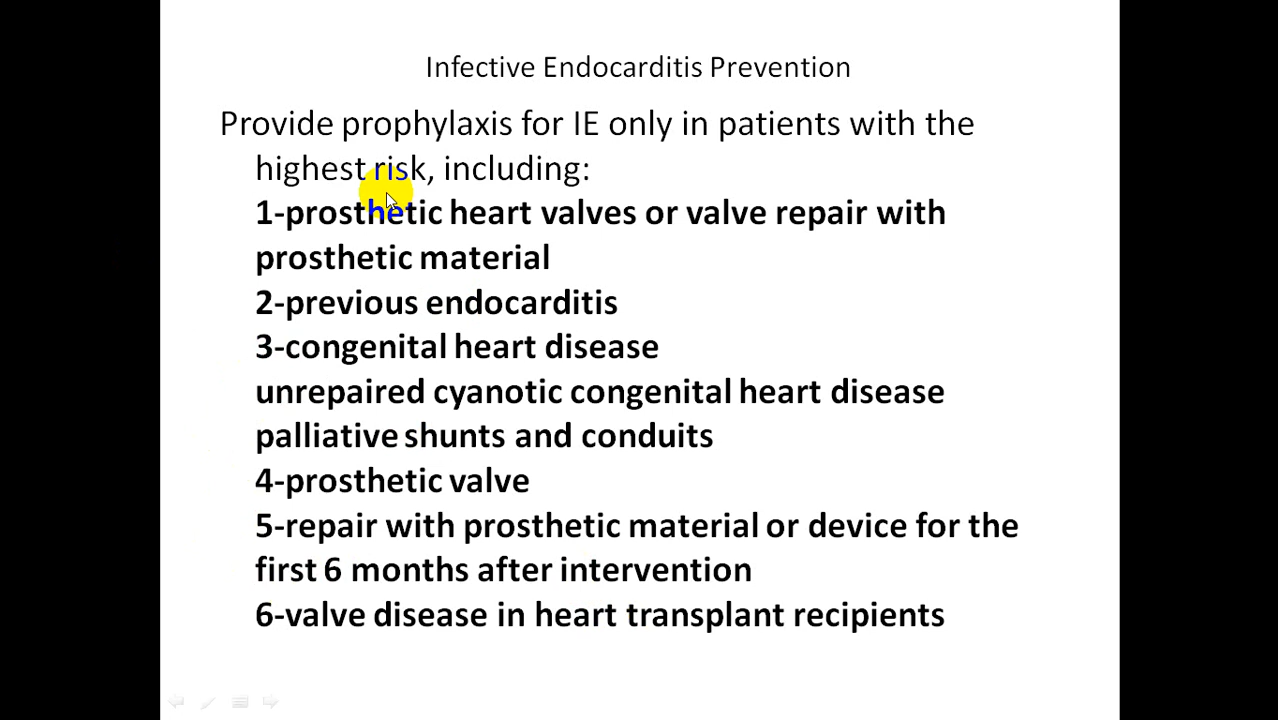 Infective Endocarditis Prevention
Provide prophylaxis for IE only in patients with the
highest risk, including:
1-prosthetic heart valves or valve repair with
prosthetic material
2-previous endocarditis
3-congenital heart disease
unrepaired cyanotic congenital heart disease
palliative shunts and conduits
4-prosthetic valve
5-repair with prosthetic material or device for the
first 6 months after intervention
6-valve disease in heart transplant recipients